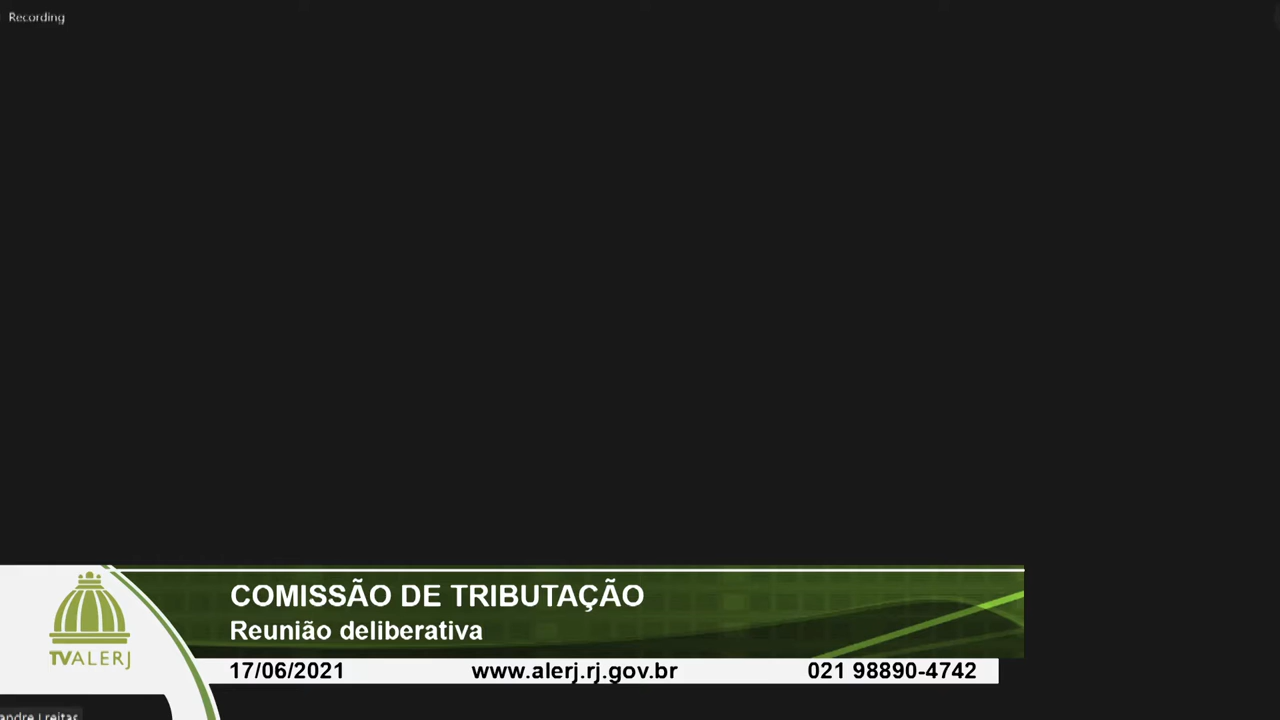 Recording
COMISSÃO DE TRIBUTAÇÃO
Reunião deliberativa
TVALERJ
17/06/2021 www.alerj.rj.gov.br 021 98890-4742